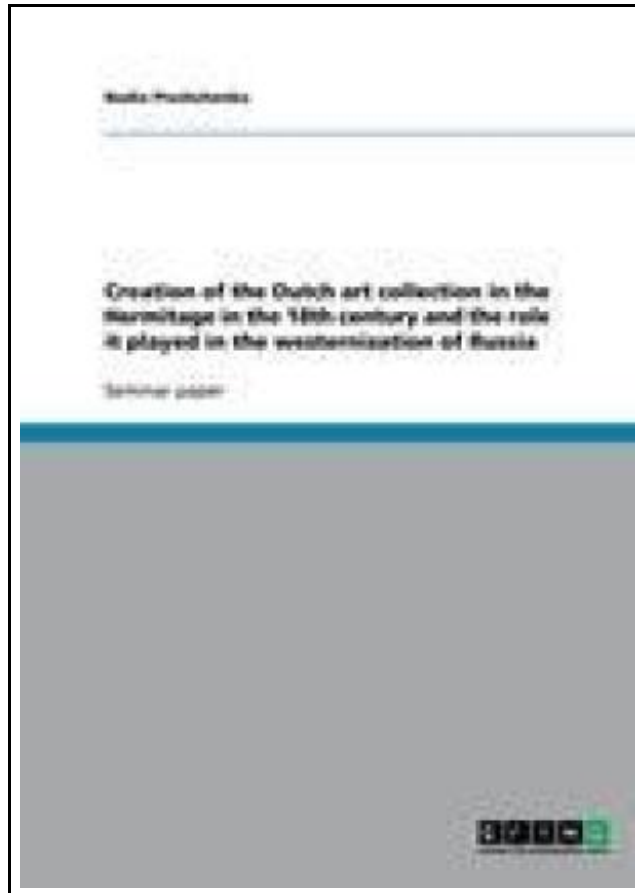 Creation of the Dutch art collection in the
Hermitage in the 18th century and the role
it played in the westernization of Russia
Seminar paper
G R I N